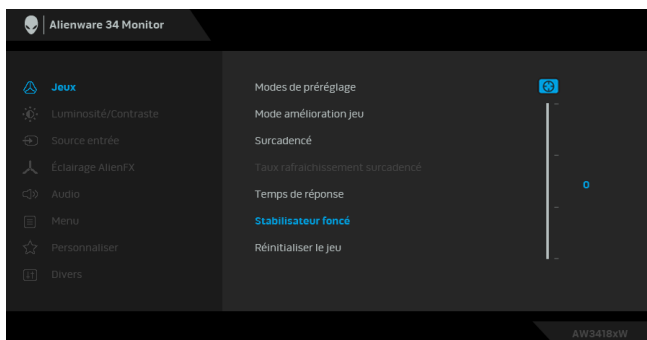 Alienware 34 Monitor
Jeux
Luminosité/Contraste
Source entrée
Éclairage AlienFX
Audio
Menu
Personnaliser
Divers
Modes de préréglage
Mode amélioration jeu
Surcadencé
Taux rafraichissement surcadencé
Temps de réponse
Stabilisateur foncé
Réinitialiser le jeu
0
AW3418xW